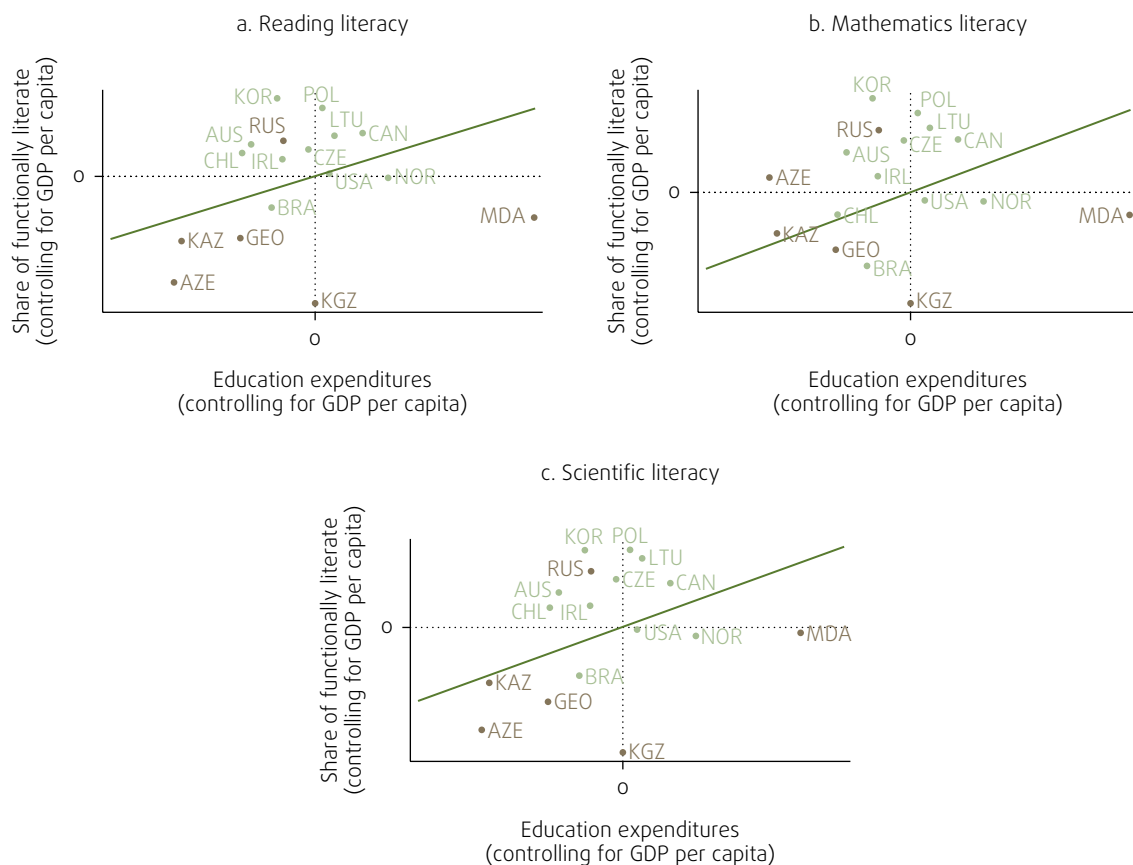 a. Reading literacy
Share of functionally literate
(controlling for GDP per capita)
KOR
POL
LTU
CAN
RUS
AUS
CHL
IRL
CZE
USA
NOR
0
BRA
MDA
KAZ
GEO
AZE
KGZ
0
Education expenditures
(controlling for GDP per capita)
b. Mathematics literacy
Share of functionally literate
(controlling for GDP per capita)
KOR
POL
LTU
RUS
CZE
CAN
AUS
AZE
IRL
0
USA
NOR
CHL
MDA
KAZ
GEO
BRA
KGZ
0
Education expenditures
(controlling for GDP per capita)
c. Scientific literacy
Share of functionally literate
(controlling for GDP per capita)
KOR
POL
LTU
RUS
CZE
CAN
AUS
CHL
IRL
0
USA
NOR
MDA
BRA
KAZ
GEO
AZE
KGZ
0
Education expenditures
(controlling for GDP per capita)